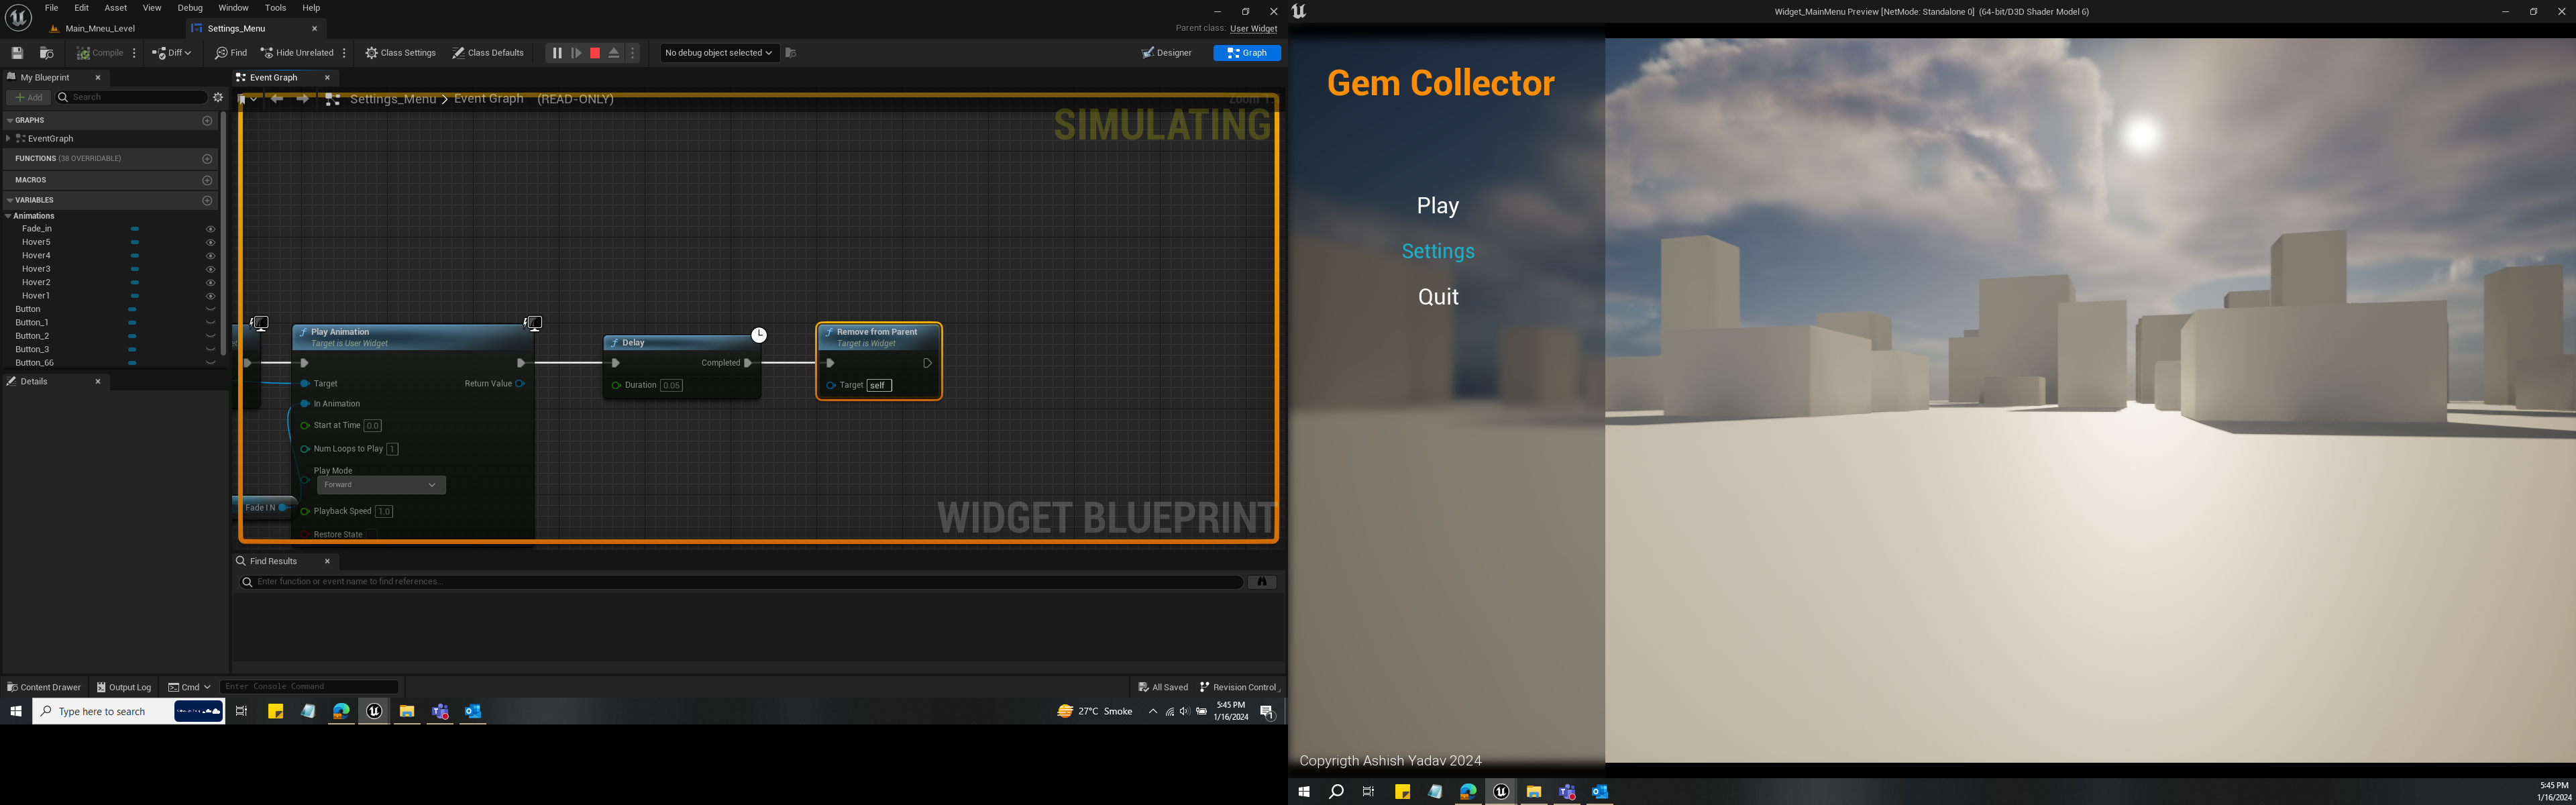 File Edit Asset View Debug Window Tools Help
Main_Mneu_Level
Settings_Menu
Parent class: User Widget
Compile
Diff
Find
Hide Unrelated
Class Settings
Class Defaults
No debug object selected
Designer
Graph
My Blueprint
Add
Search
GRAPHS
EventGraph
FUNCTIONS (38 OVERRIDABLE)
MACROS
VARIABLES
Animations
Fade_in
Hover5
Hover4
Hover3
Hover2
Hover1
Button
Button_1
Button_2
Button_3
Button_66
Details
Event Graph
Settings_Menu > Event Graph (READ-ONLY)
SIMULATING
Play Animation
Target is User Widget
Target
Return Value
In Animation
Start at Time 0.0
Num Loops to Play 1
Play Mode
Forward
Playback Speed 1.0
Restore State
Fade I N
Delay
Completed
Duration 0.05
Remove from Parent
Target is Widget
Target self
WIDGET BLUEPRINT
Find Results
Enter function or event name to find references...
Content Drawer
Output Log
Cmd
Enter Console Command
All Saved
Revision Control
Type here to search
27°C Smoke
5:45 PM
1/16/2024
1
Widget_MainMenu Preview [NetMode: Standalone 0] (64-bit/D3D Shader Model 6)
Gem Collector
Play
Settings
Quit
Copyrigth Ashish Yadav 2024
5:45 PM
1/16/2024